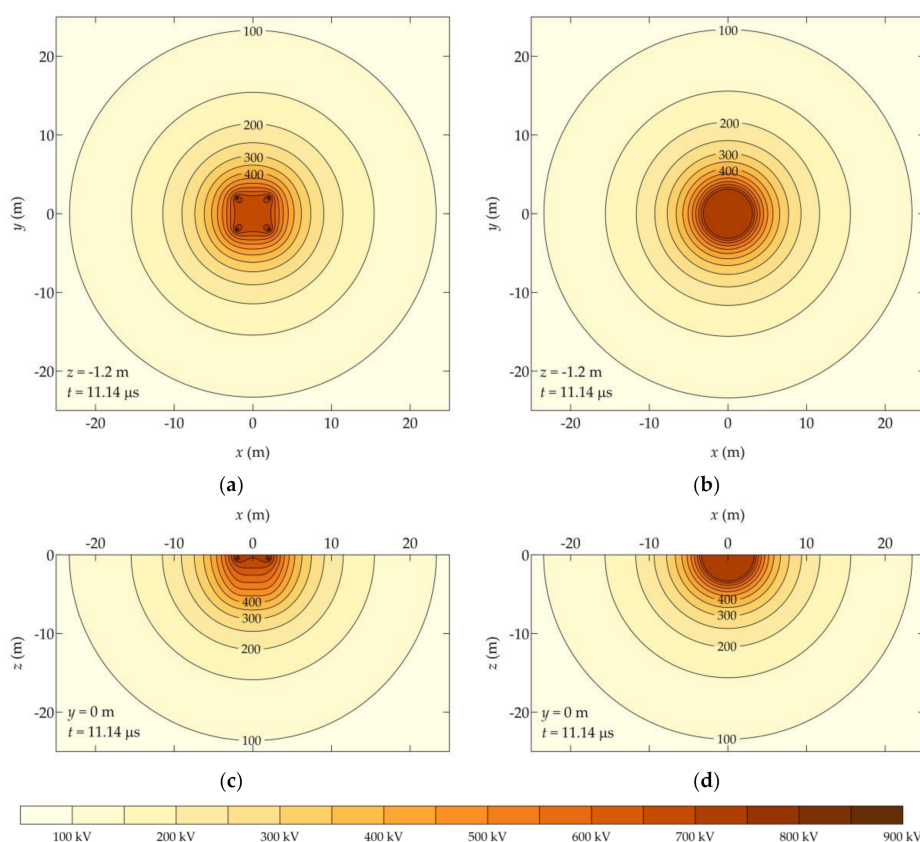 100
200
300
400
20
10
0
-10
-20
y (m)
z = -1.2 m
t = 11.14 µs
-20 -10 0 10 20
x (m)
(a)
100
200
300
400
20
10
0
-10
-20
y (m)
z = -1.2 m
t = 11.14 µs
-20 -10 0 10 20
x (m)
(b)
x (m)
-20 -10 0 10 20
0
-10
-20
z (m)
400
300
200
100
y = 0 m
t = 11.14 µs
(c)
x (m)
-20 -10 0 10 20
0
-10
-20
z (m)
400
300
200
100
y = 0 m
t = 11.14 µs
(d)
100 kV 200 kV 300 kV 400 kV 500 kV 600 kV 700 kV 800 kV 900 kV